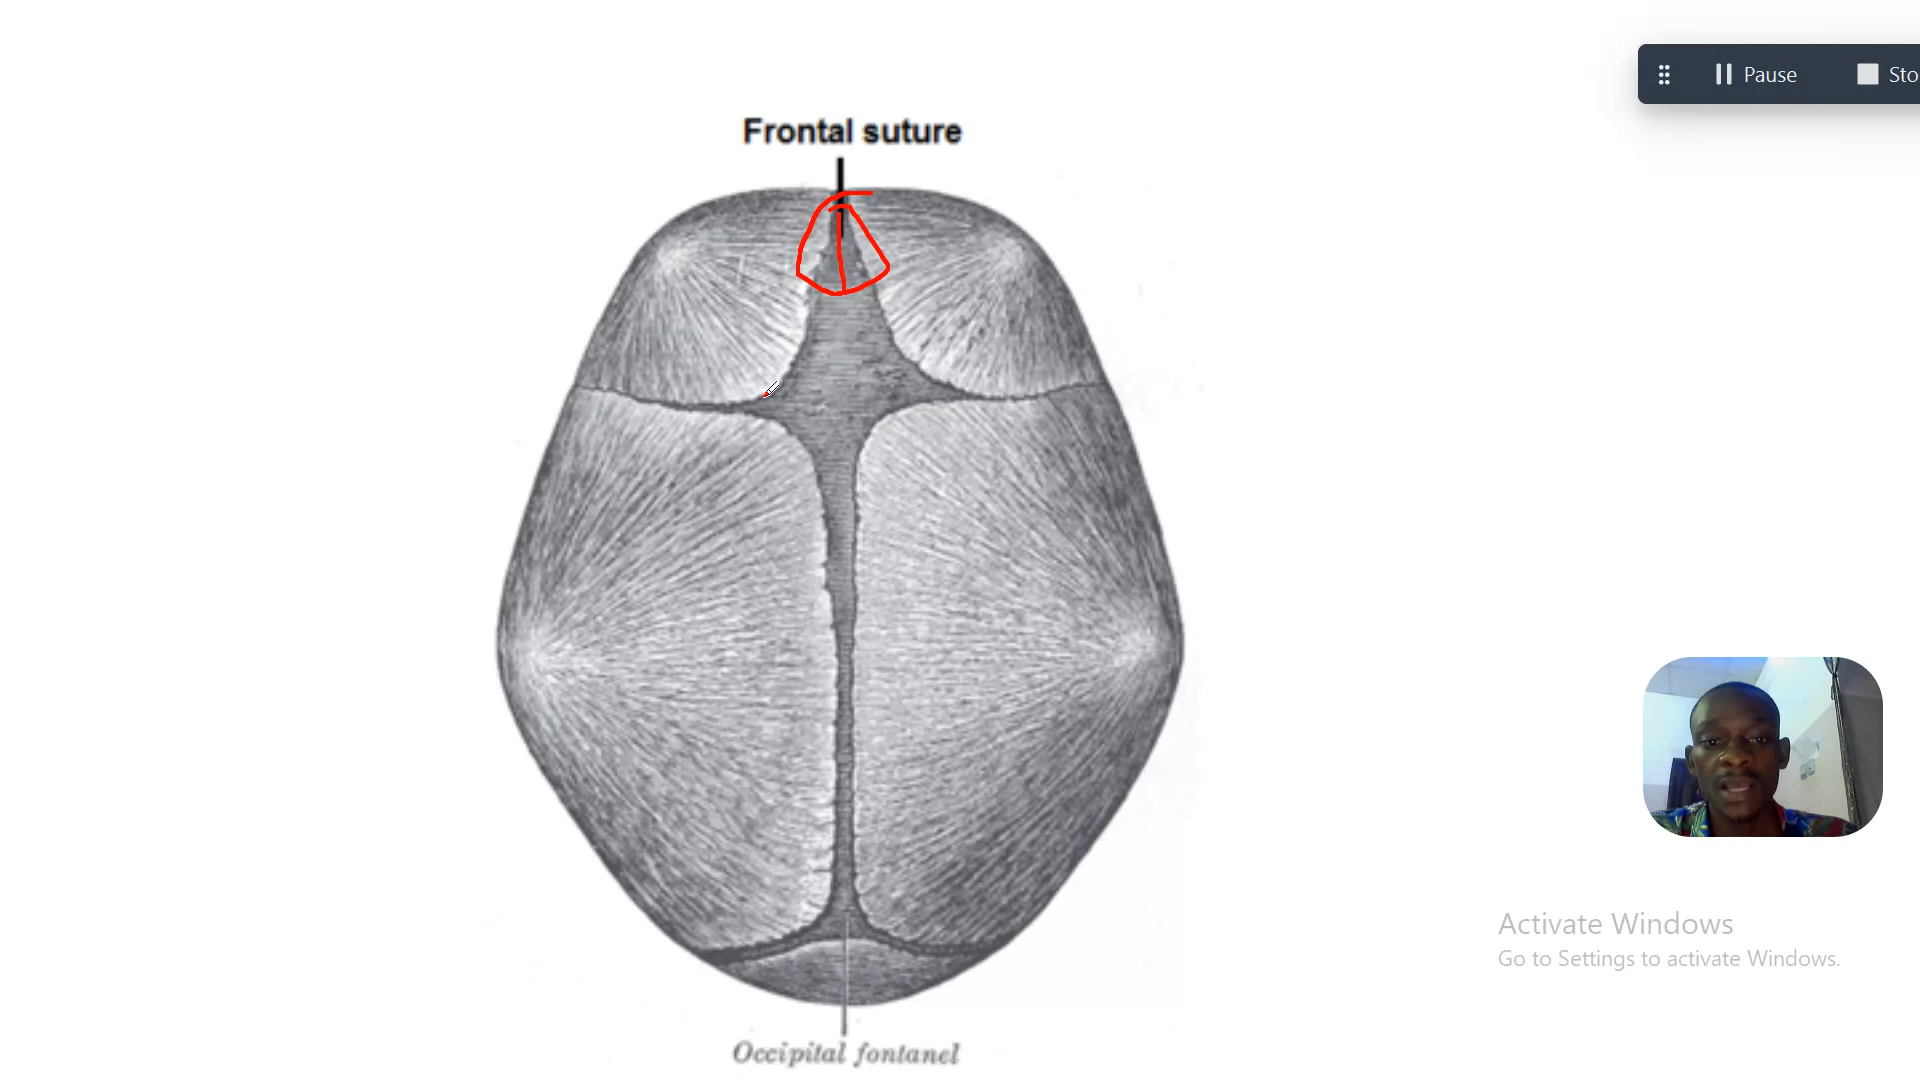 Pause
Sto
Frontal suture
Activate Windows
Go to Settings to activate Windows.
Occipital fontanel